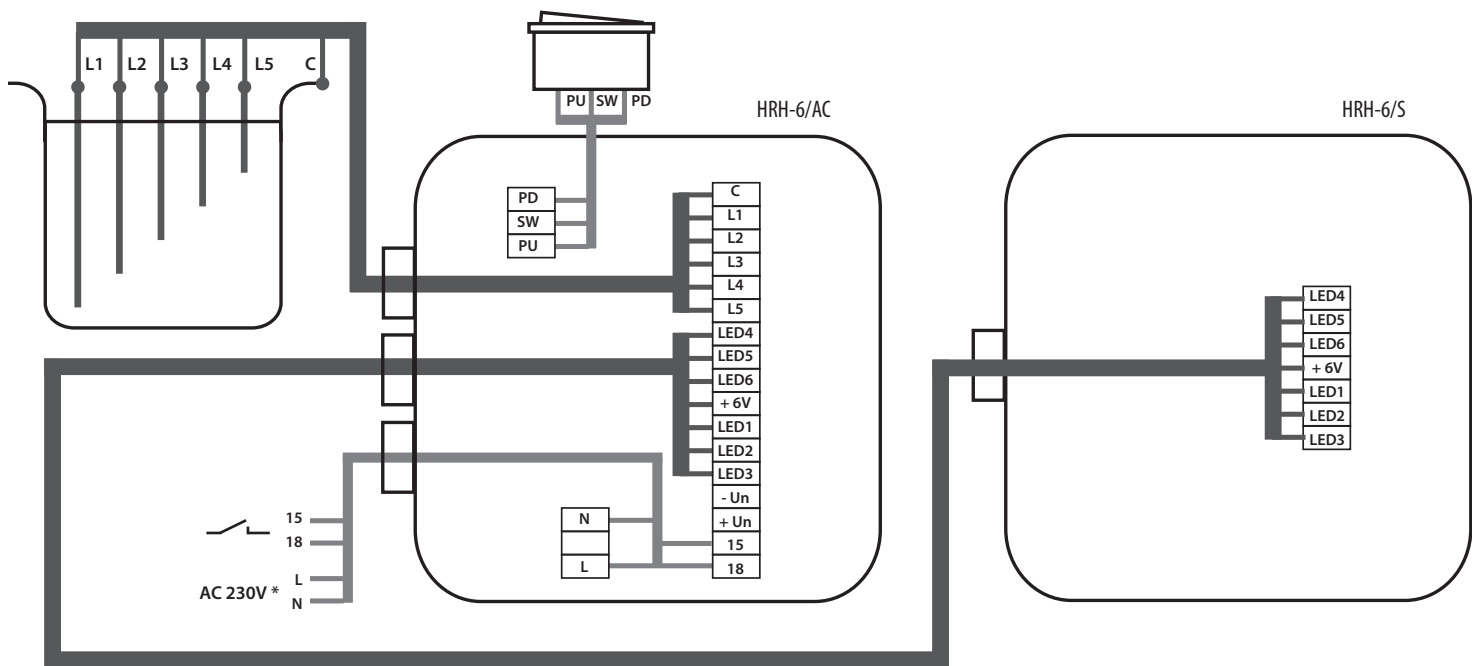 L1 L2 L3 L4 L5 C
PU SW PD
HRH-6/AC
PD
SW
PU
C
L1
L2
L3
L4
L5
LED4
LED5
LED6
+ 6V
LED1
LED2
LED3
- Un
+ Un
15
18
N
L
15
18
L
AC 230V *
N
HRH-6/S
LED4
LED5
LED6
+ 6V
LED1
LED2
LED3